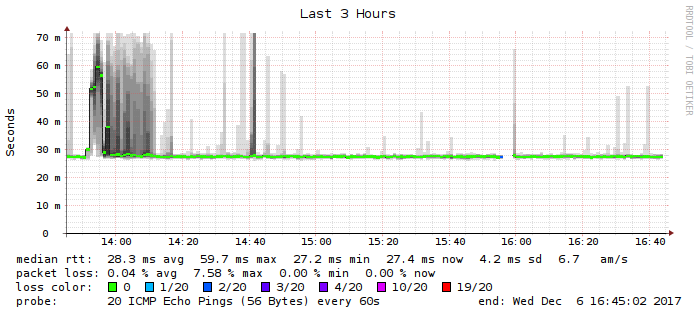 Last 3 Hours
RRDTOOL / TOBI OETIKER
Seconds
70 m
60 m
50 m
40 m
30 m
20 m
10 m
0
14:00 14:20 14:40 15:00 15:20 15:40 16:00 16:20 16:40
median rtt: 28.3 ms avg 59.7 ms max 27.2 ms min 27.4 ms now 4.2 ms sd 6.7 am/s
packet loss: 0.04 % avg 7.58 % max 0.00 % min 0.00 % now
loss color: 0 1/20 2/20 3/20 4/20 10/20 19/20
probe: 20 ICMP Echo Pings (56 Bytes) every 60s end: Wed Dec 6 16:45:02 2017